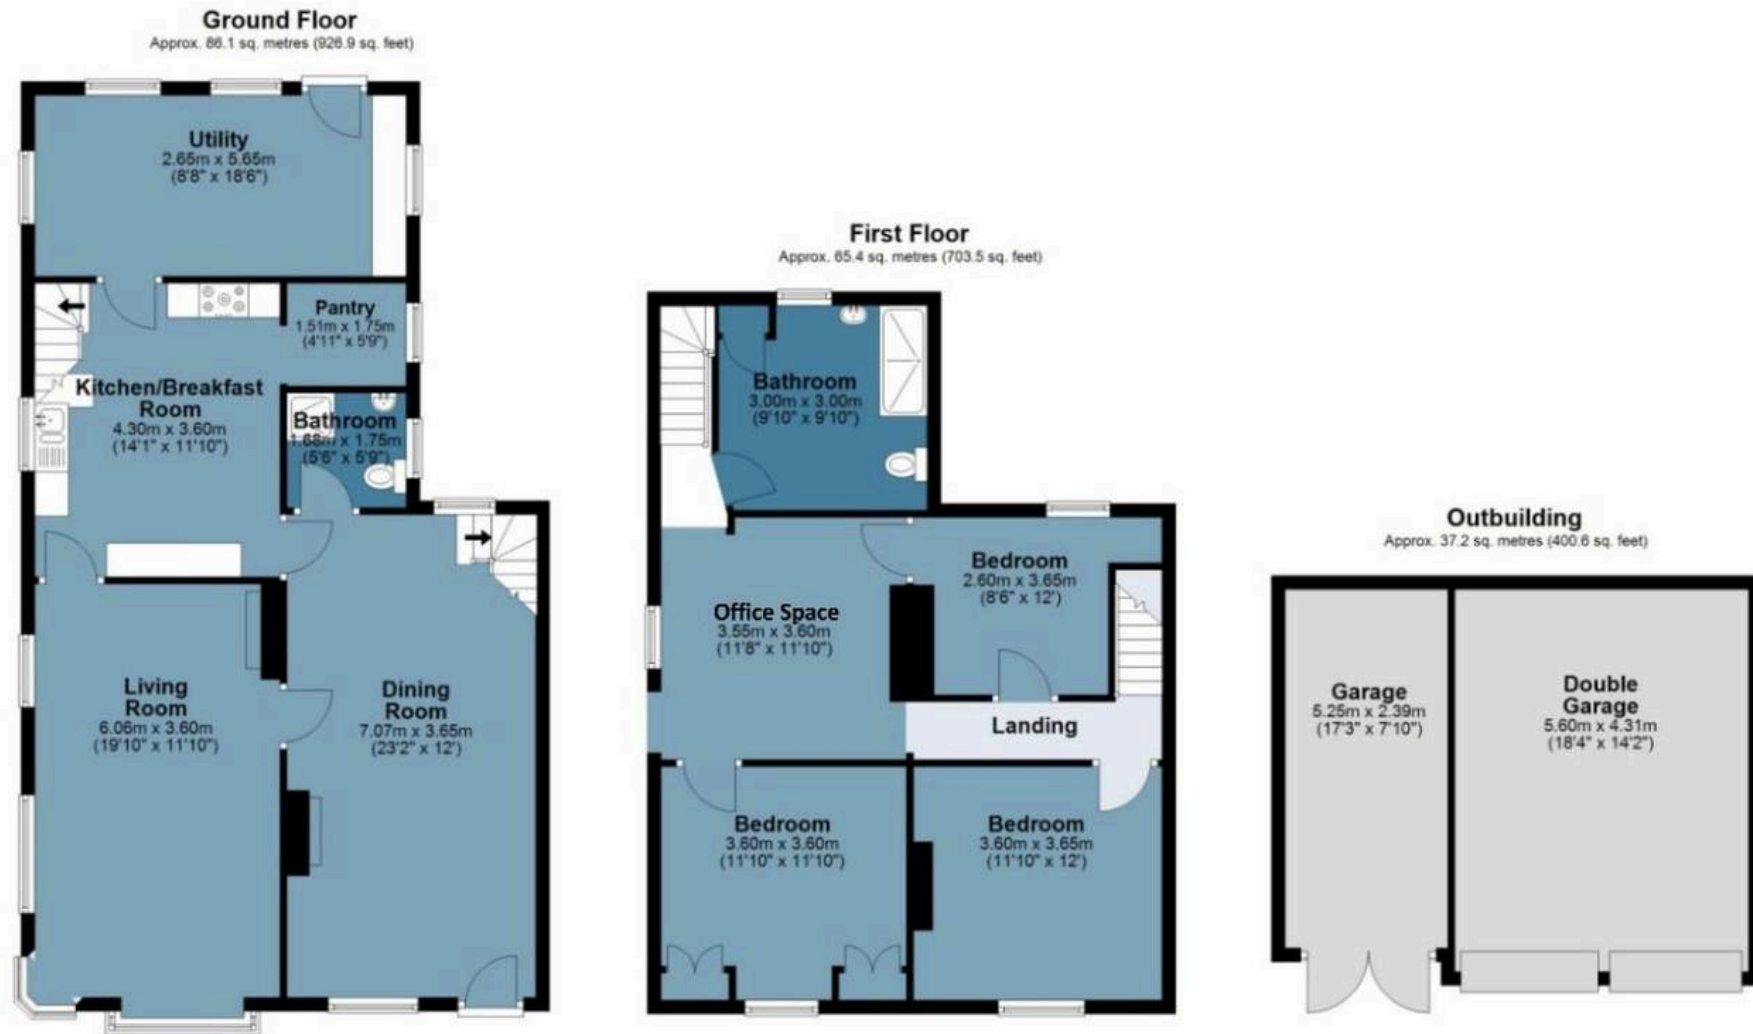 Ground Floor
Approx. 86.1 sq. metres (926.9 sq. feet)
Utility
2.65m x 5.65m
(8'8" x 18'6")
Pantry
1.51m x 1.75m
(4'11" x 5'9")
Kitchen/Breakfast
Room
4.30m x 3.60m
(14'1" x 11'10")
Bathroom
1.68m x 1.75m
(5'6" x 5'9")
Living
Room
6.06m x 3.60m
(19'10" x 11'10")
Dining
Room
7.07m x 3.65m
(23'2" x 12')
First Floor
Approx. 65.4 sq. metres (703.5 sq. feet)
Bathroom
3.00m x 3.00m
(9'10" x 9'10")
Bedroom
2.60m x 3.65m
(8'6" x 12')
Office Space
3.55m x 3.60m
(11'8" x 11'10")
Landing
Bedroom
3.60m x 3.60m
(11'10" x 11'10")
Bedroom
3.60m x 3.65m
(11'10" x 12')
Outbuilding
Approx. 37.2 sq. metres (400.6 sq. feet)
Garage
5.25m x 2.39m
(17'3" x 7'10")
Double
Garage
5.60m x 4.31m
(18'4" x 14'2")